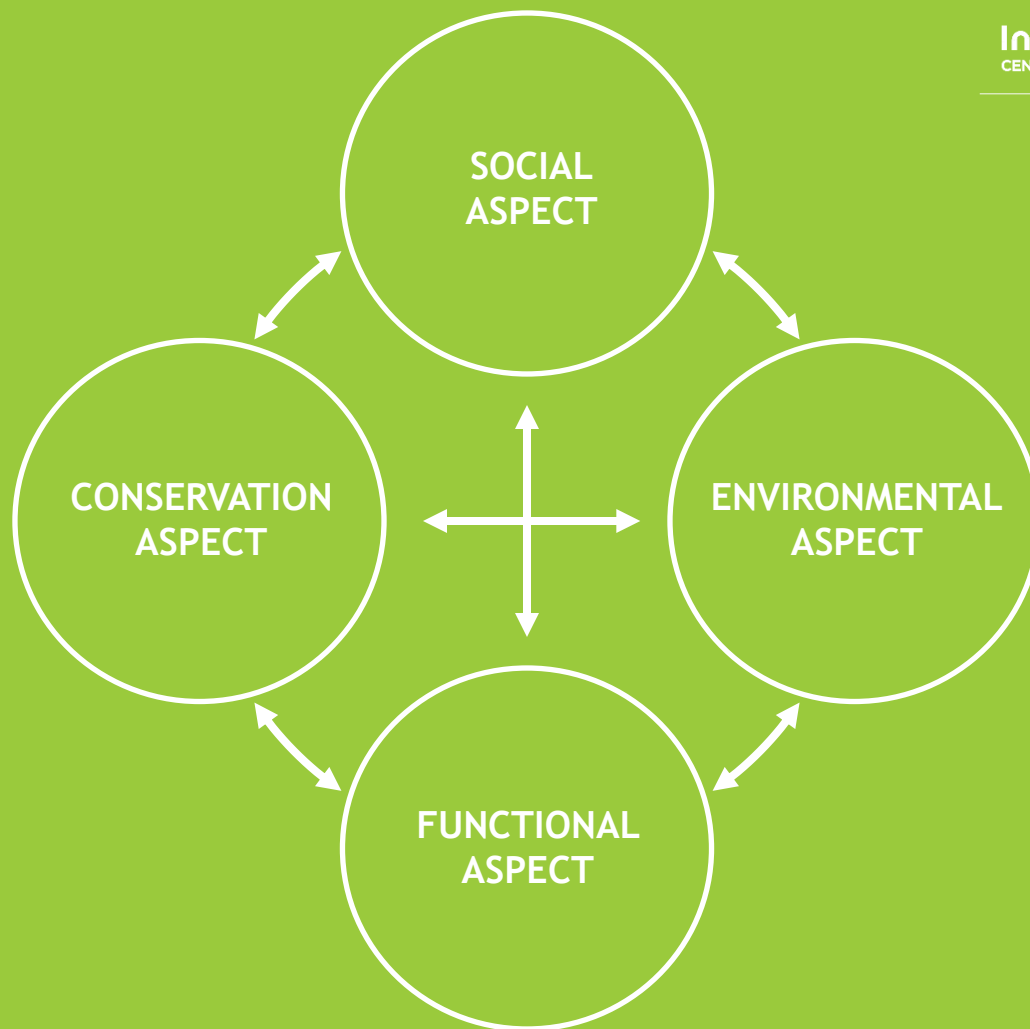 SOCIAL
ASPECT
CONSERVATION
ASPECT
ENVIRONMENTAL
ASPECT
FUNCTIONAL
ASPECT